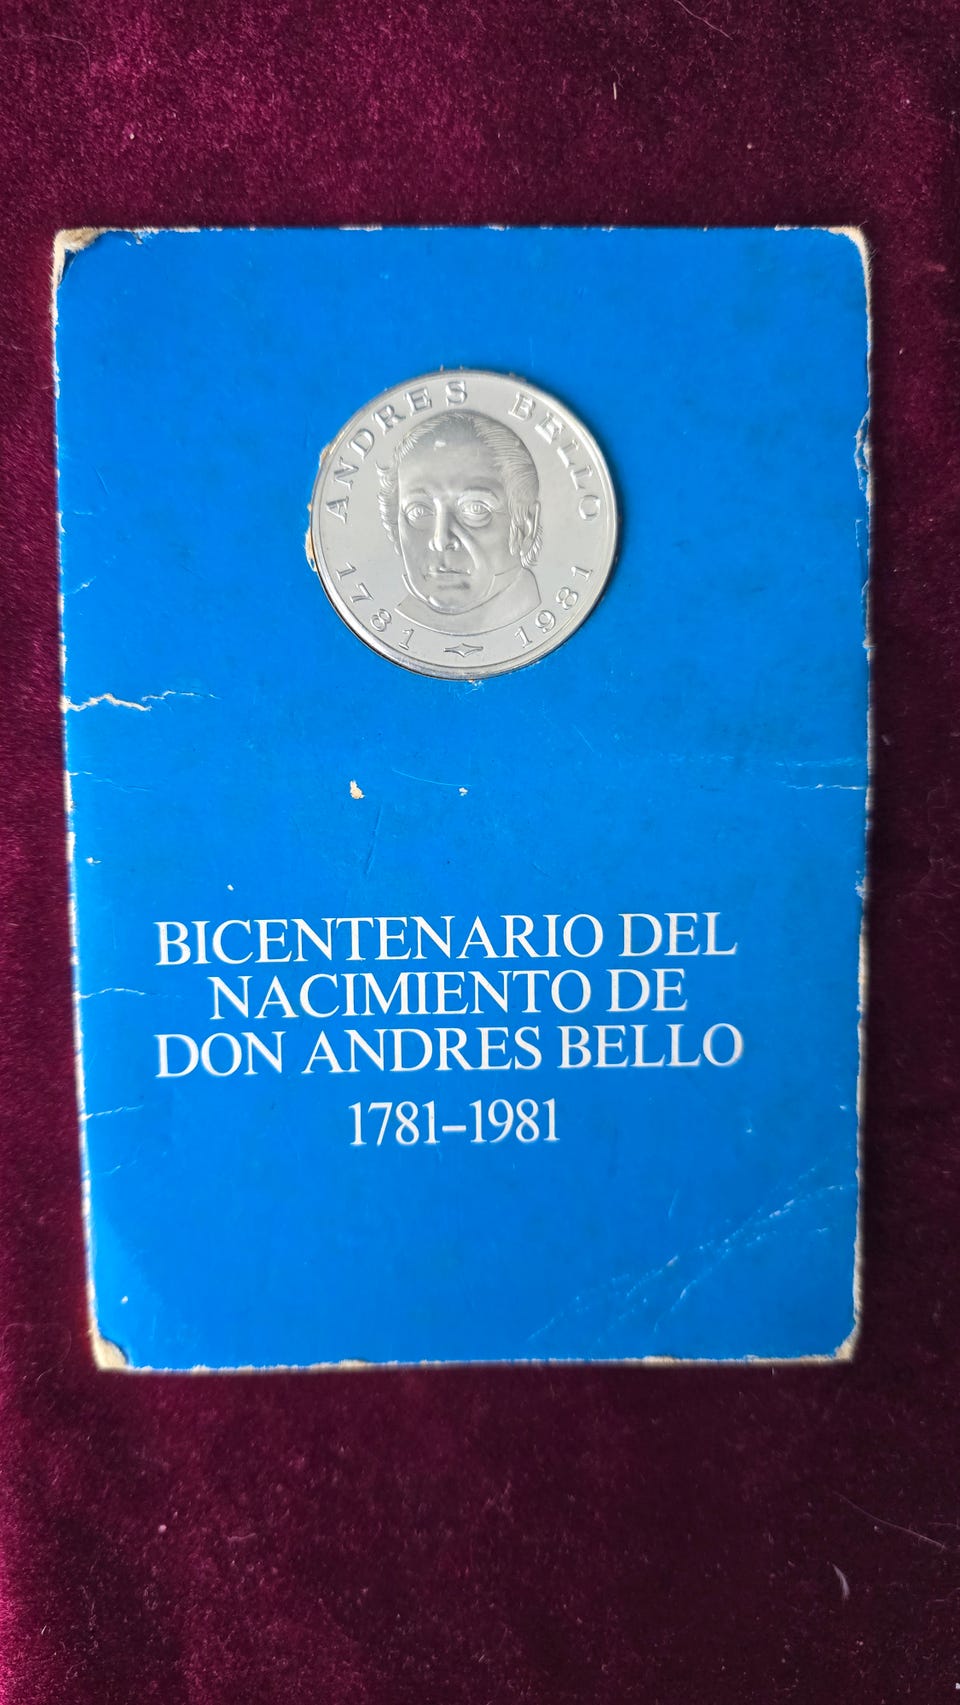 ANDRES BELLO
1781 1981
BICENTENARIO DEL
NACIMIENTO DE
DON ANDRES BELLO
1781-1981